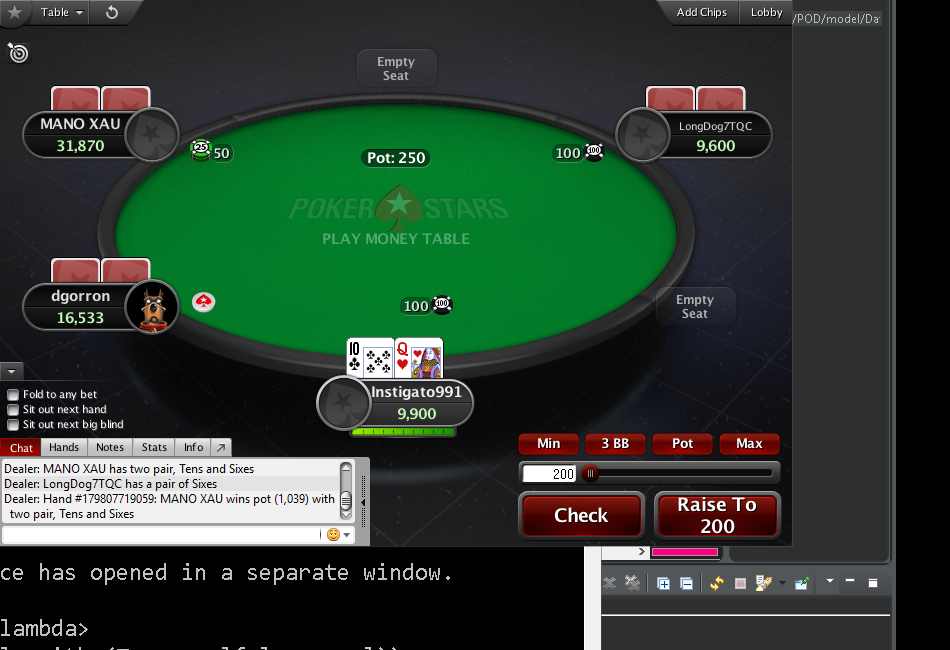 Table
Add Chips
Lobby
/POD/model/Da
Empty
Seat
MANO XAU
31,870
25
50
Pot: 250
100
100
LongDog7TQC
9,600
POKER STARS
PLAY MONEY TABLE
dgorron
16,533
100
100
Empty
Seat
10
Q
Instigato991
9,900
Fold to any bet
Sit out next hand
Sit out next big blind
Min
3 BB
Pot
Max
Chat
Hands
Notes
Stats
Info
200
Dealer: MANO XAU has two pair, Tens and Sixes
Dealer: LongDog7TQC has a pair of Sixes
Dealer: Hand #179807719059: MANO XAU wins pot (1,039) with
two pair, Tens and Sixes
Check
Raise To
200
ce has opened in a separate window.
lambda>